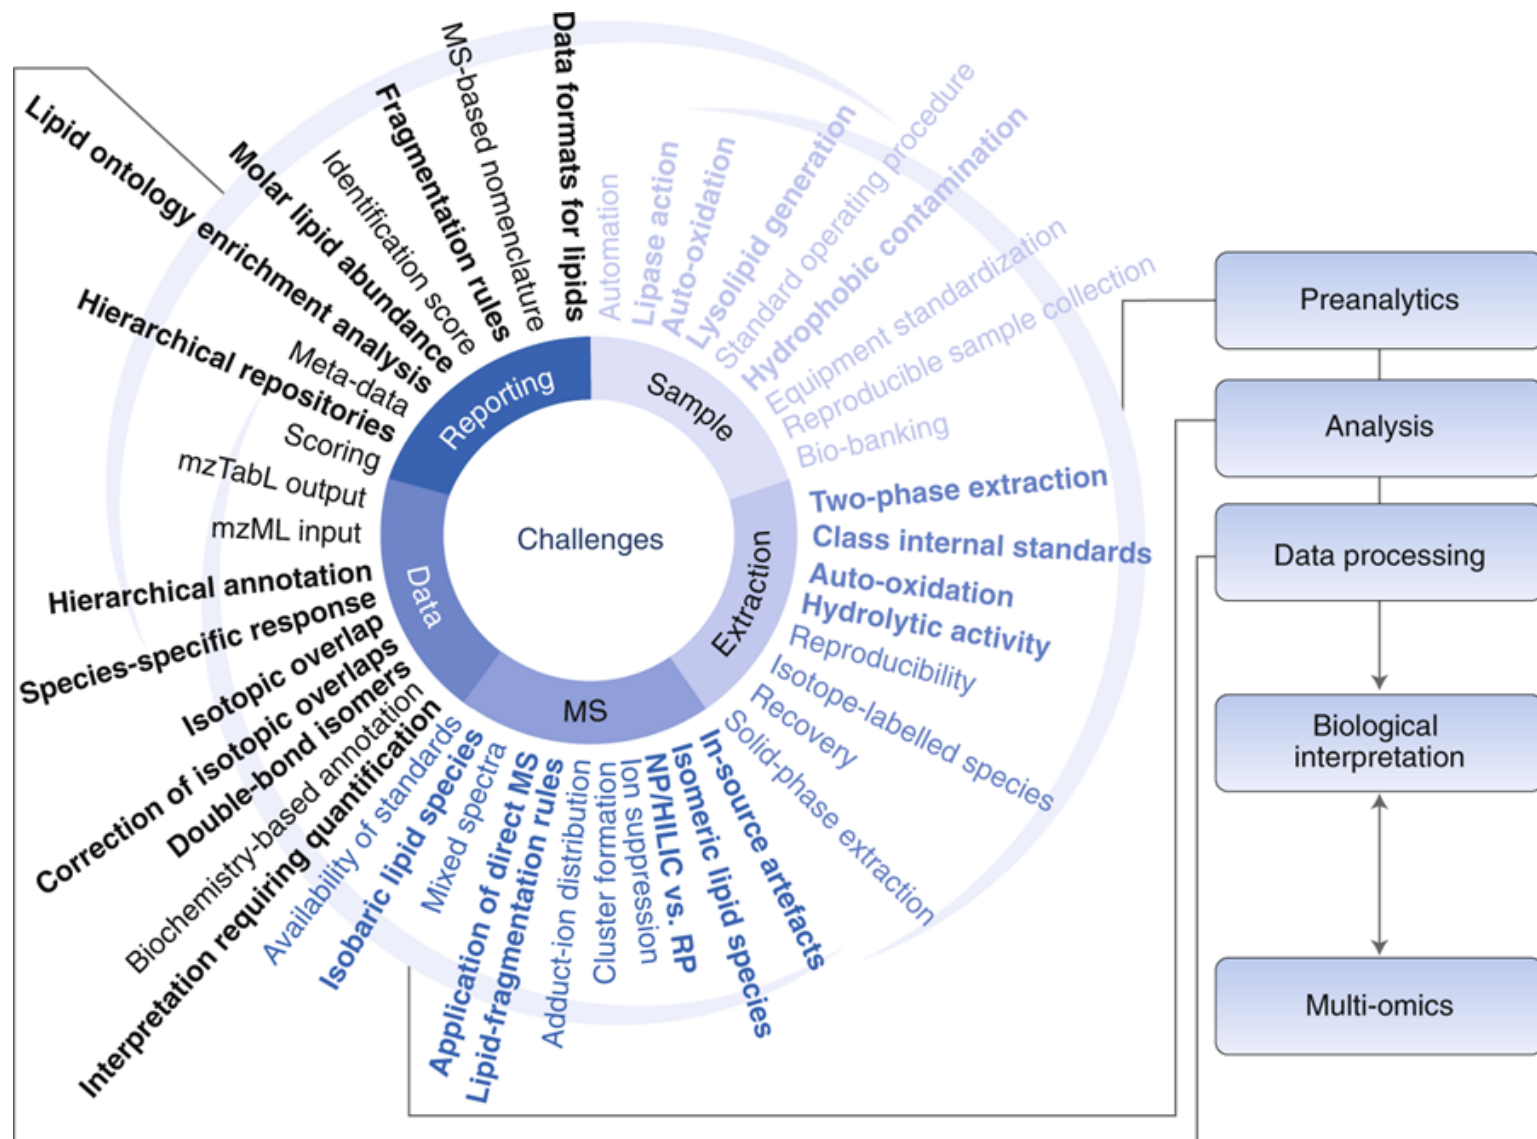 Data formats for lipids
MS-based nomenclature
Fragmentation rules
Identification score
Molar lipid abundance
Lipid ontology enrichment analysis
Meta-data
Hierarchical repositories
Scoring
mzTabL output
mzML input
Hierarchical annotation
Species-specific response
Isotopic overlap
Correction of isotopic overlaps
Double-bond isomers
Biochemistry-based annotation
Interpretation requiring quantification
Availability of standards
Isobaric lipid species
Mixed spectra
Application of direct MS
Lipid-fragmentation rules
Adduct-ion distribution
Cluster formation
Ion sndpression
NP/HILIC vs. RP
Isomeric lipid species
In-source artefacts
Solid-phase extraction
Recovery
Isotope-labelled species
Reproducibility
Hydrolytic activity
Auto-oxidation
Class internal standards
Two-phase extraction
Bio-banking
Reproducible sample collection
Equipment standardization
Hydrophobic contamination
Standard operating procedure
Lysolipid generation
Auto-oxidation
Lipase action
Automation
Reporting
Sample
Extraction
MS
Data
Challenges
Preanalytics
Analysis
Data processing
Biological
interpretation
Multi-omics